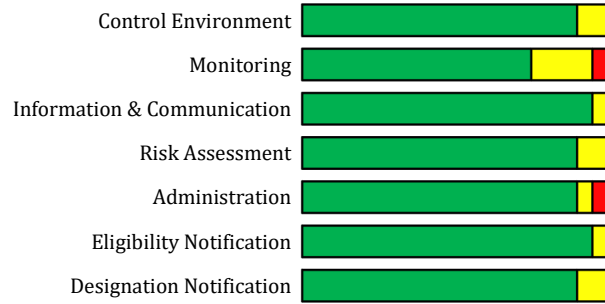 Control Environment
Monitoring
Information & Communication
Risk Assessment
Administration
Eligibility Notification
Designation Notification